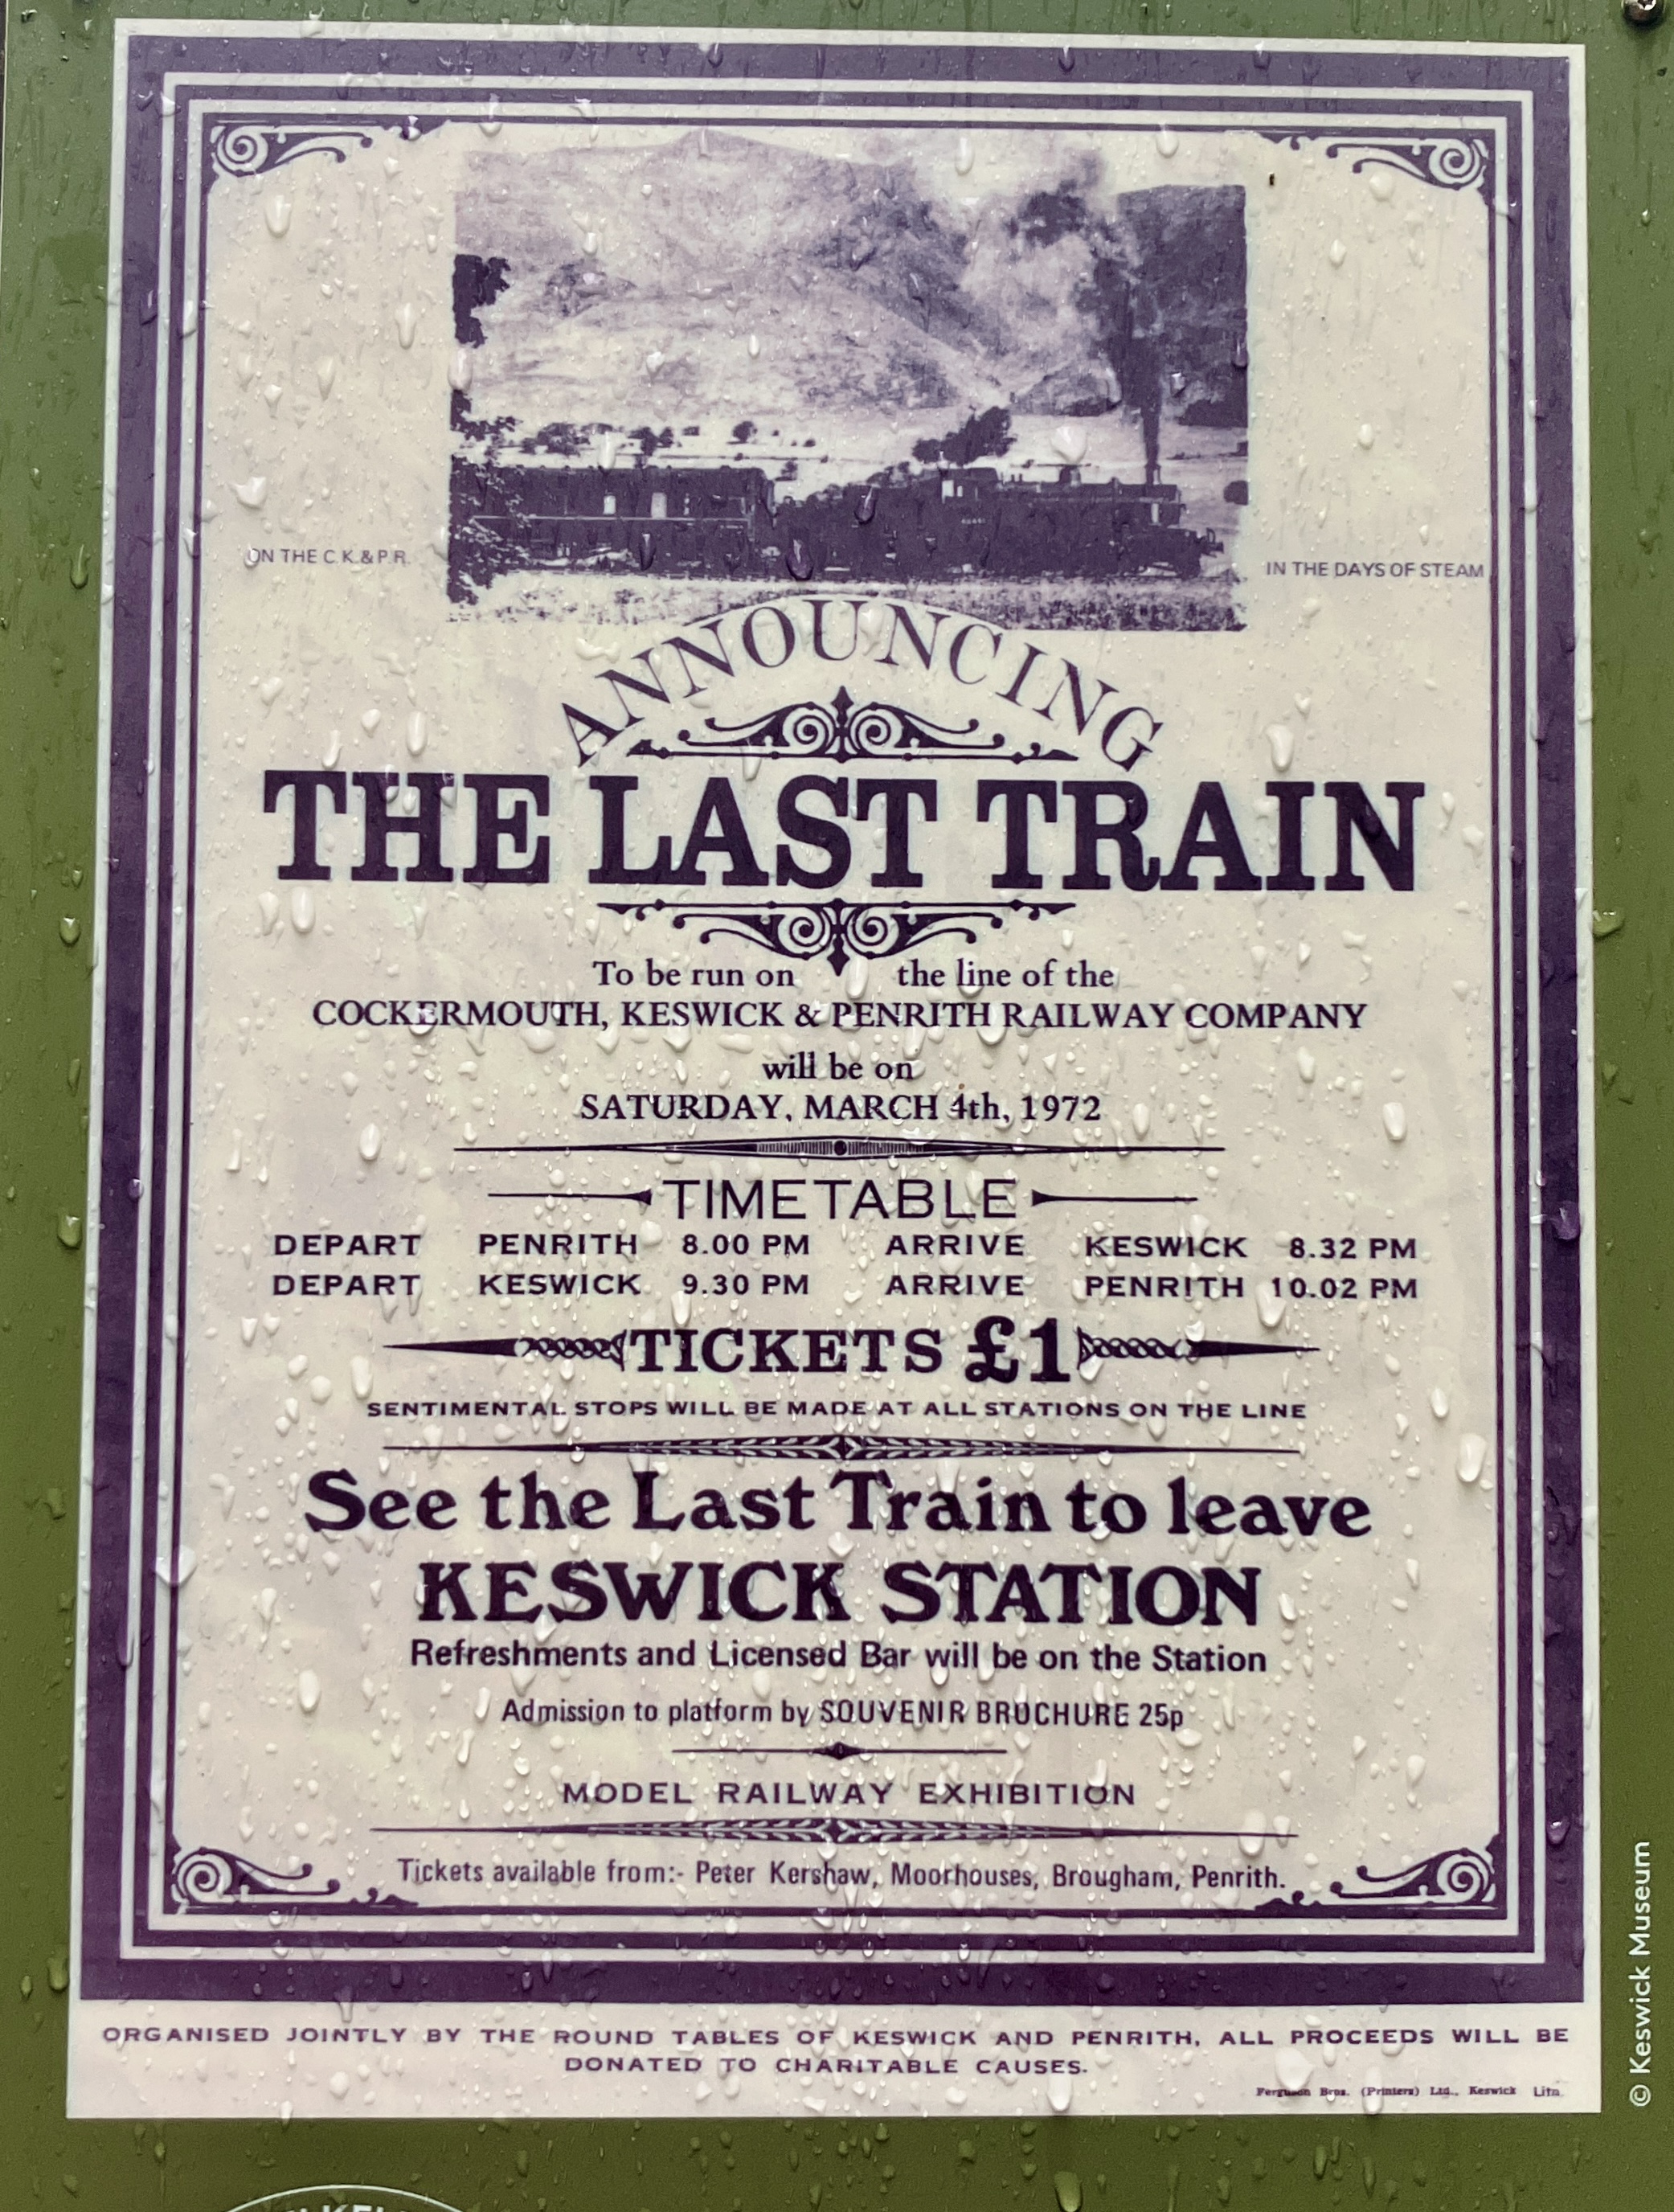 ON THE C.K.&P.R.
IN THE DAYS OF STEAM
ANNOUNCING
THE LAST TRAIN
To be run on the line of the
COCKERMOUTH, KESWICK & PENRITH RAILWAY COMPANY
will be on
SATURDAY, MARCH 4th, 1972
TIMETABLE
DEPART PENRITH 8.00 PM ARRIVE KESWICK 8.32 PM
DEPART KESWICK 9.30 PM ARRIVE PENRITH 10.02 PM
TICKETS £1
SENTIMENTAL STOPS WILL BE MADE AT ALL STATIONS ON THE LINE
See the Last Train to leave
KESWICK STATION
Refreshments and Licensed Bar will be on the Station
Admission to platform by SOUVENIR BROCHURE 25p
MODEL RAILWAY EXHIBITION
Tickets available from:- Peter Kershaw, Moorhouses, Brougham, Penrith.
ORGANISED JOINTLY BY THE ROUND TABLES OF KESWICK AND PENRITH, ALL PROCEEDS WILL BE
DONATED TO CHARITABLE CAUSES.
Ferguson Bros. (Printers) Ltd., Keswick
© Keswick Museum